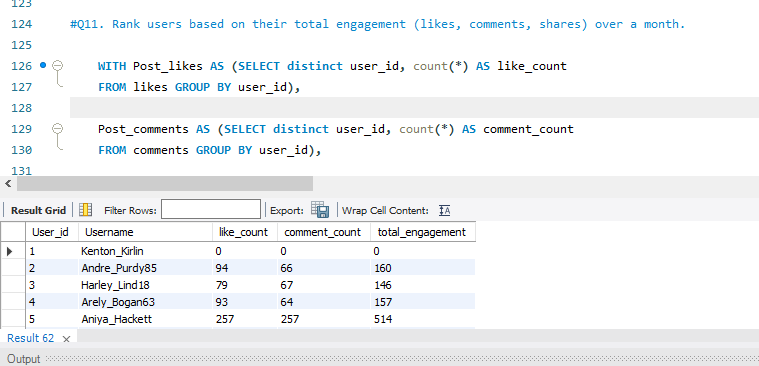 123
124 #Q11. Rank users based on their total engagement (likes, comments, shares) over a month.
125
126 WITH Post_likes AS (SELECT distinct user_id, count(*) AS like_count
127 FROM likes GROUP BY user_id),
128
129 Post_comments AS (SELECT distinct user_id, count(*) AS comment_count
130 FROM comments GROUP BY user_id),
131
Result Grid Filter Rows: Export: Wrap Cell Content:
User_id Username like_count comment_count total_engagement
1 Kenton_Kirlin 0 0 0
2 Andre_Purdy85 94 66 160
3 Harley_Lind18 79 67 146
4 Arely_Bogan63 93 64 157
5 Aniya_Hackett 257 257 514
Result 62
Output